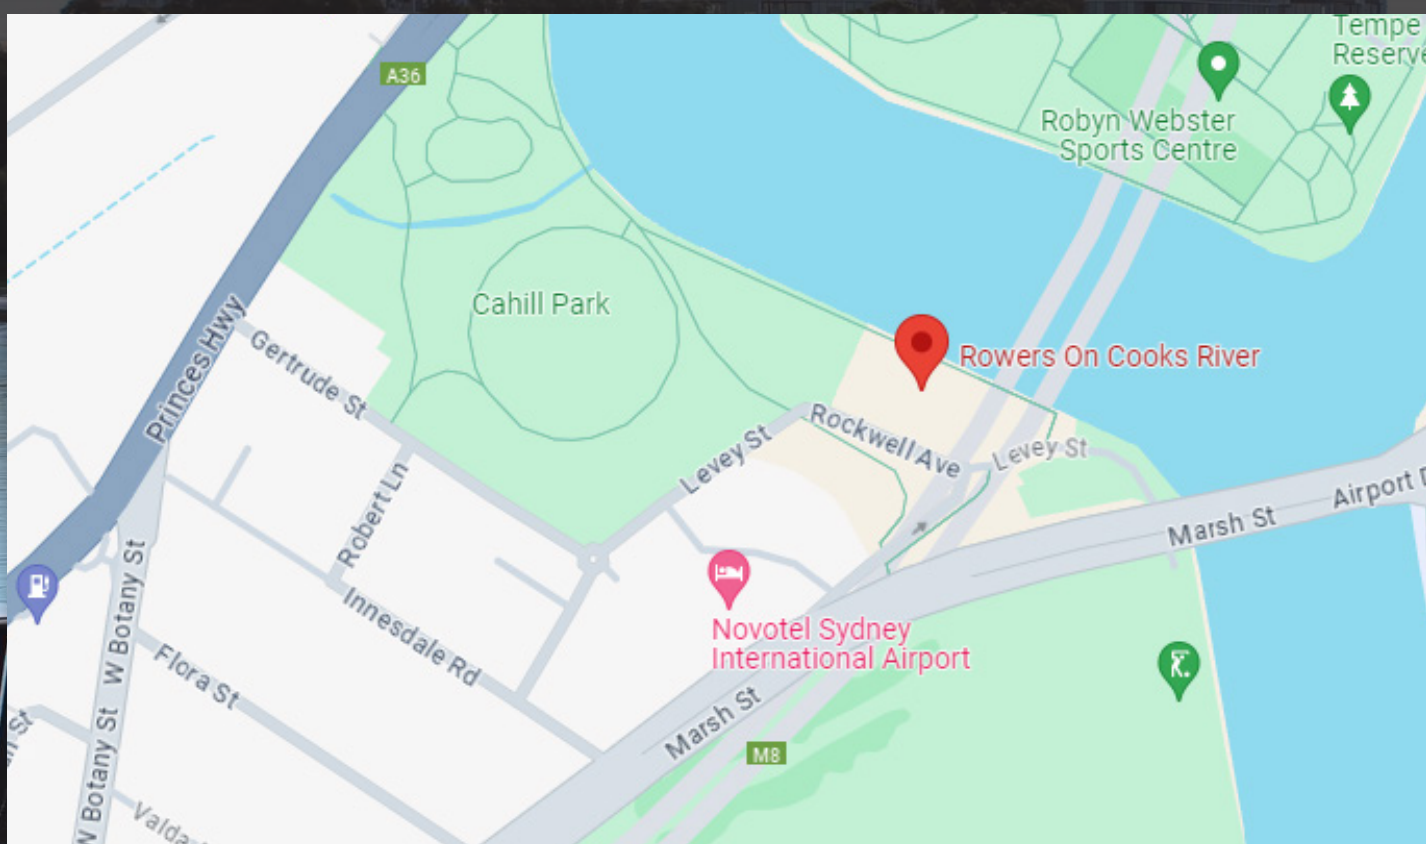 Tempe
Reserve
A36
Robyn Webster
Sports Centre
Cahill Park
Princes Hwy
Gertrude St
Rowers On Cooks River
Rockwell Ave
Levey St
Levey St
Robert Ln
Airport
Marsh St
W Botany St
Novotel Sydney
International Airport
Innesdale Rd
Flora St
Marsh St
M8
W Botany St